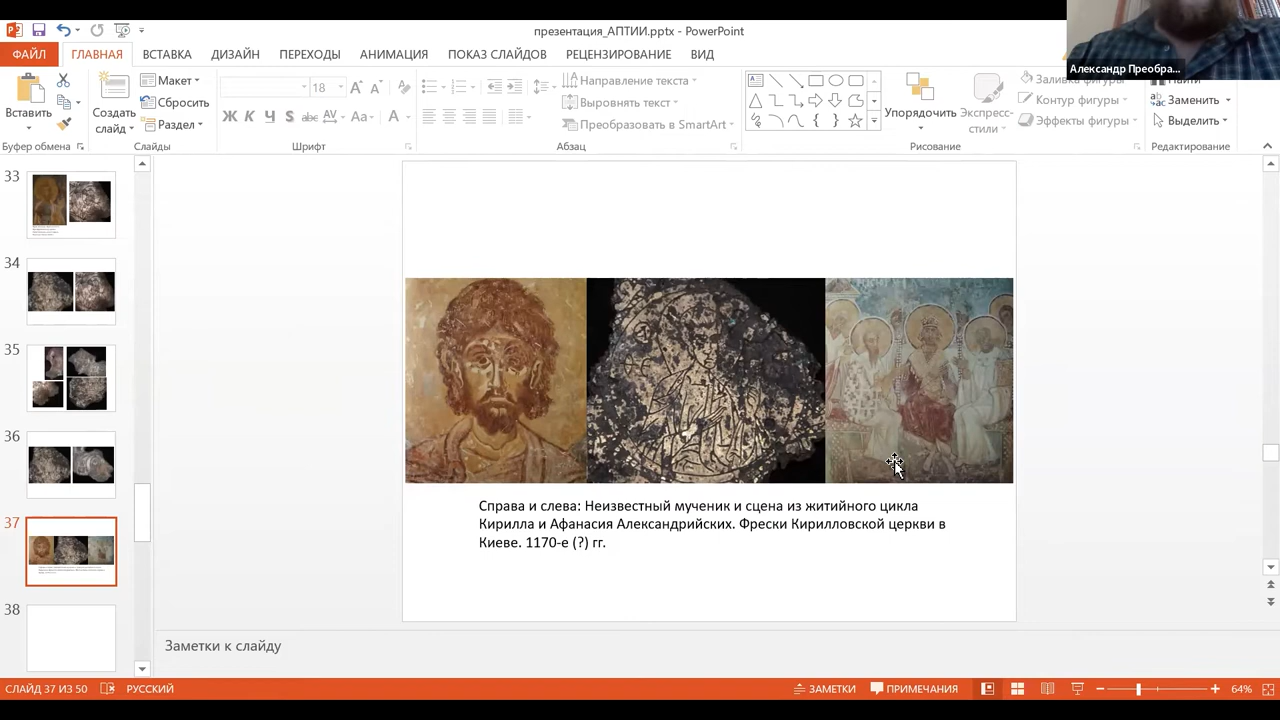 презентация_АПТИИ.pptx - PowerPoint
Александр Преобра...
ФАЙЛ ГЛАВНАЯ ВСТАВКА ДИЗАЙН ПЕРЕХОДЫ АНИМАЦИЯ ПОКАЗ СЛАЙДОВ РЕЦЕНЗИРОВАНИЕ ВИД
Вставить
Создать слайд
Макет
Сбросить
Раздел
18
Ж К Ч S abc AV Aa A
Направление текста
Выровнять текст
Преобразовать в SmartArt
Упорядочить
Экспресс-стили
Заливка фигуры
Контур фигуры
Эффекты фигуры
Найти
Заменить
Выделить
Буфер обмена Слайды Шрифт Абзац Рисование Редактирование
33
34
35
36
37
38
Справа и слева: Неизвестный мученик и сцена из житийного цикла
Кирилла и Афанасия Александрийских. Фрески Кирилловской церкви в
Киеве. 1170-е (?) гг.
Заметки к слайду
СЛАЙД 37 ИЗ 50 РУССКИЙ ЗАМЕТКИ ПРИМЕЧАНИЯ 64%